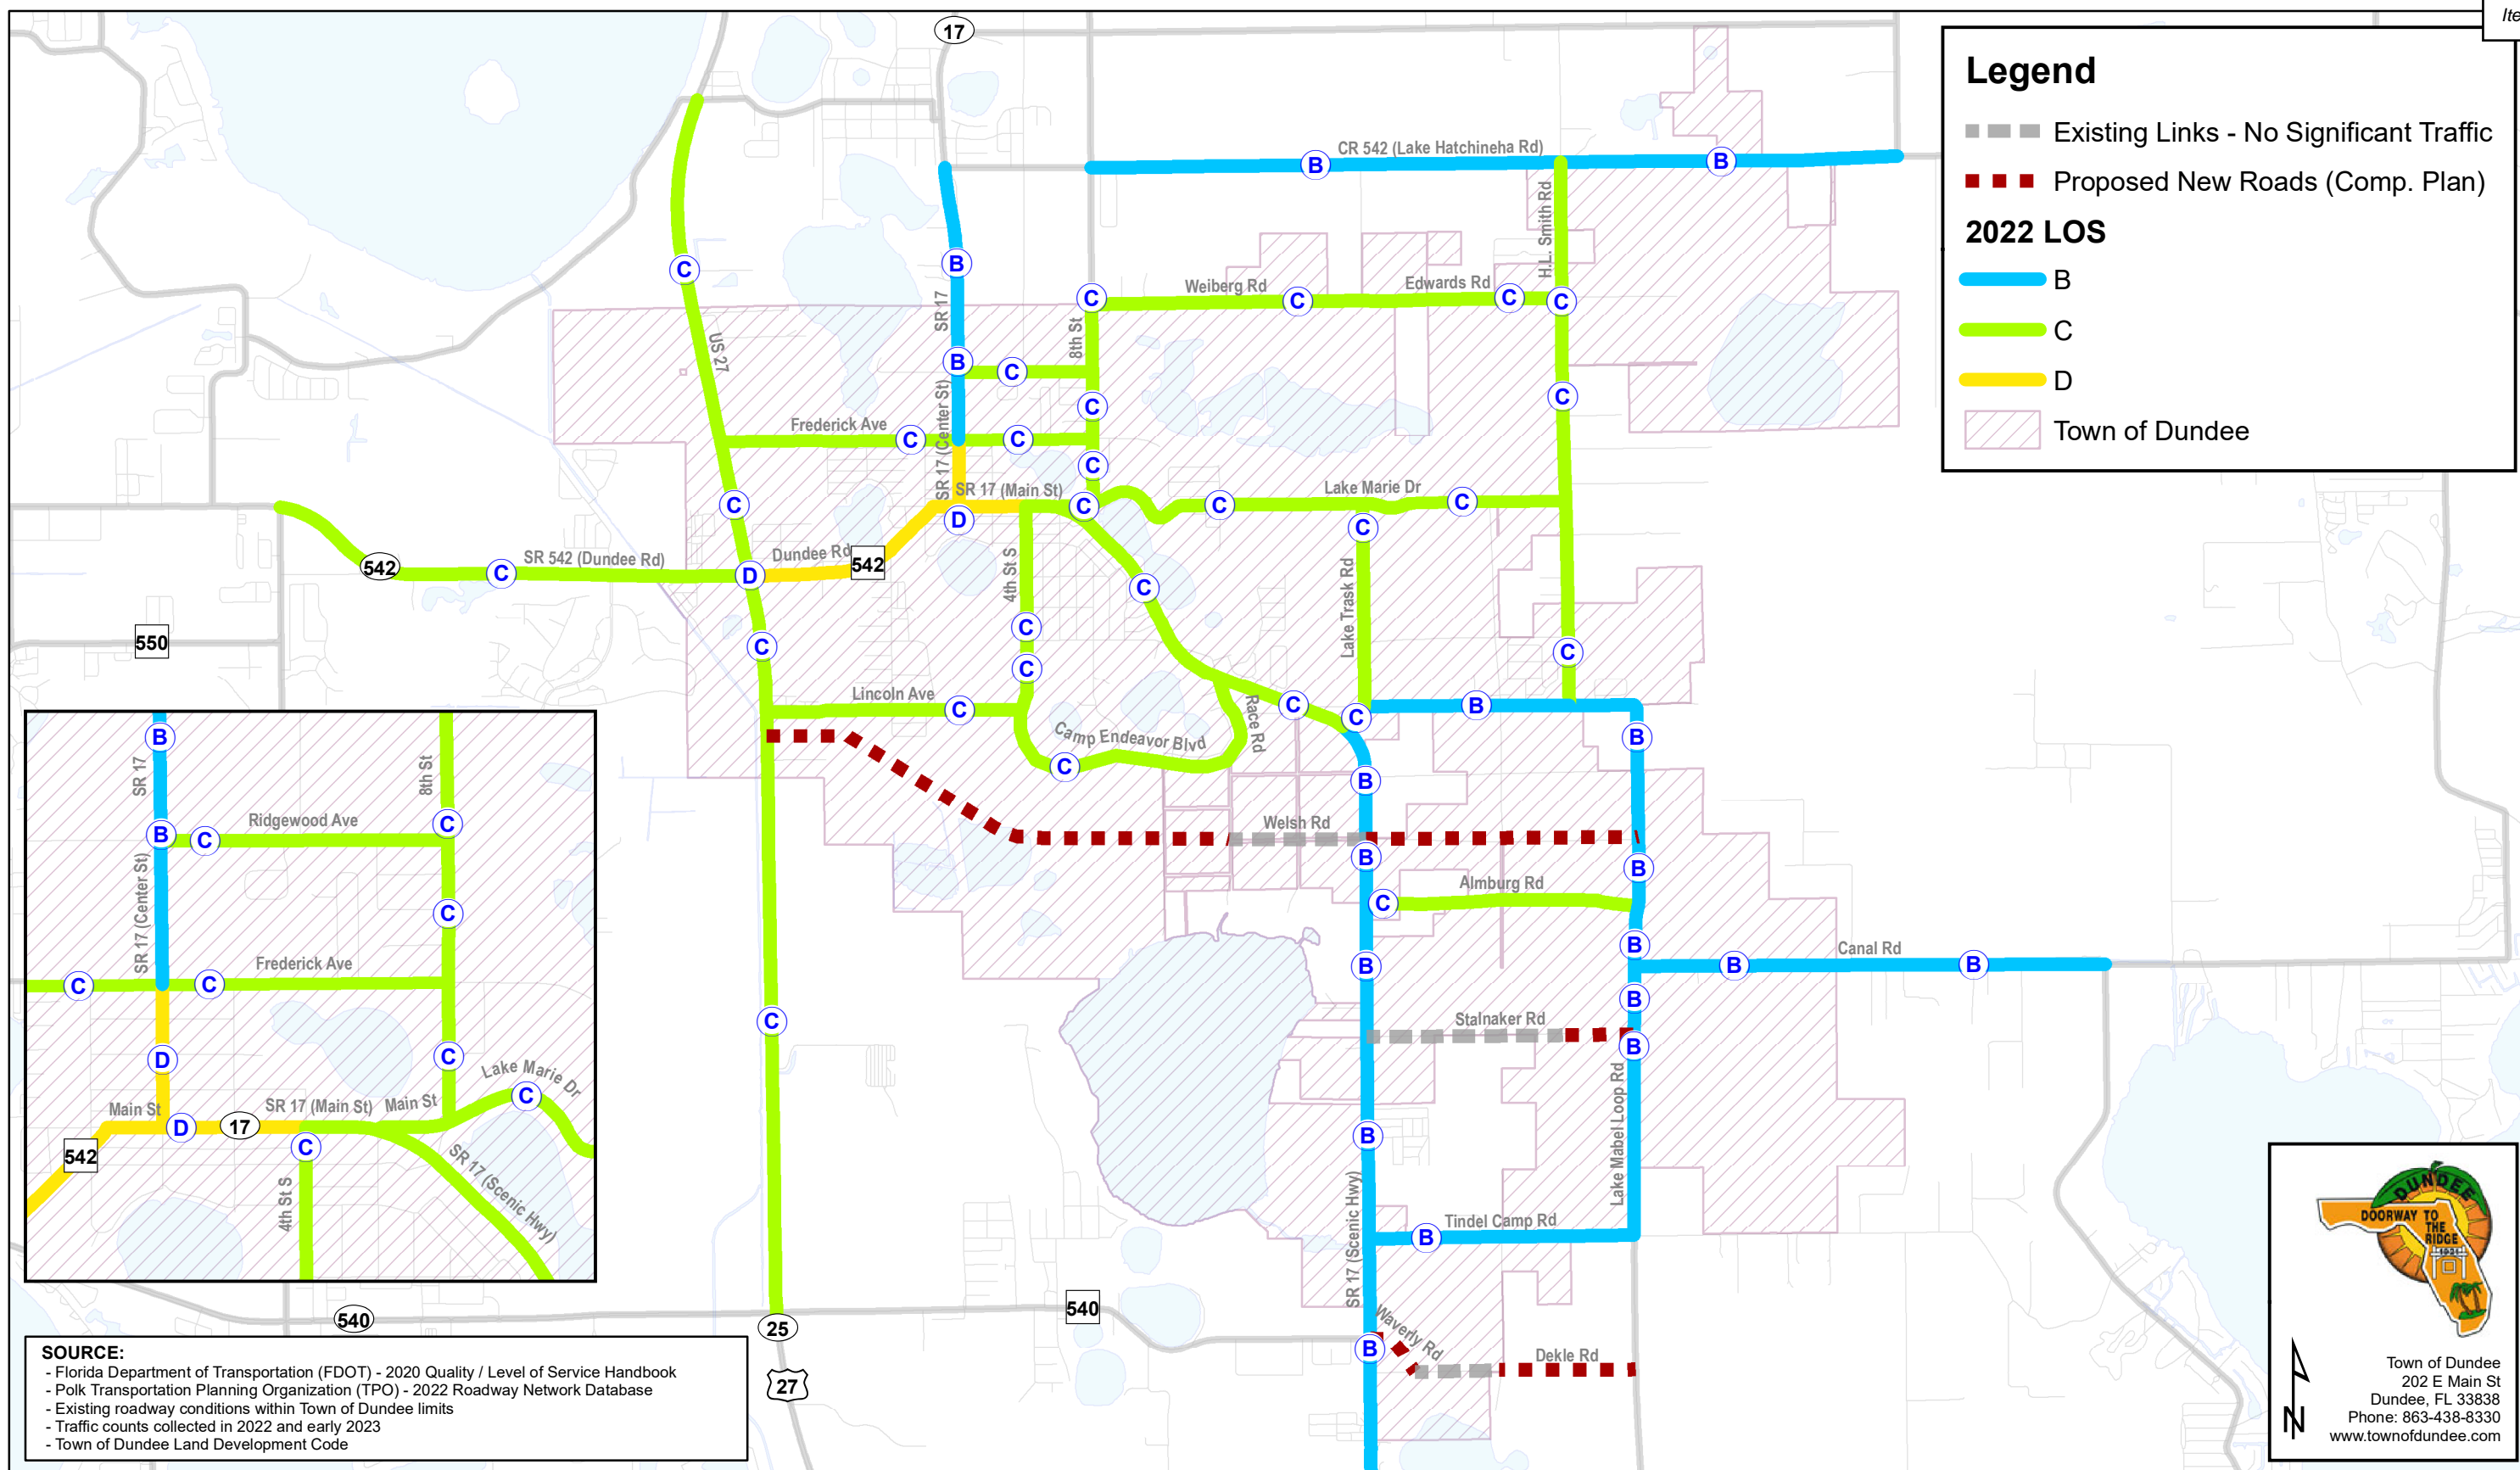 Ite
17
Legend
Existing Links - No Significant Traffic
Proposed New Roads (Comp. Plan)
2022 LOS
B
C
D
Town of Dundee
CR 542 (Lake Hatchineha Rd)
B
B
H.L. Smith Rd
C
B
SR 17
Weiberg Rd
Edwards Rd
C
C
C
C
8th St
US 27
B
C
C
C
SR 17 (Center St)
Frederick Ave
C
C
C
SR 17 (Main St)
Lake Marie Dr
C
D
C
C
C
C
SR 542 (Dundee Rd)
Dundee Rd
542
542
C
D
4th St S
C
Lake Trask Rd
550
C
C
C
C
Lincoln Ave
C
Race Rd
C
C
B
Camp Endeavor Blvd
C
B
B
Welsh Rd
B
B
Almburg Rd
C
B
B
Canal Rd
B
B
B
C
Stalnaker Rd
B
B
Lake Mabel Loop Rd
SR 17 (Scenic Hwy)
Tindel Camp Rd
B
540
540
25
27
Waverly Rd
B
Dekle Rd
B
SR 17
8th St
Ridgewood Ave
C
B
C
SR 17 (Center St)
C
Frederick Ave
C
C
D
C
Lake Marie Dr
C
Main St
SR 17 (Main St)
Main St
D
17
C
542
4th St S
SR 17 (Scenic Hwy)
SOURCE:
- Florida Department of Transportation (FDOT) - 2020 Quality / Level of Service Handbook
- Polk Transportation Planning Organization (TPO) - 2022 Roadway Network Database
- Existing roadway conditions within Town of Dundee limits
- Traffic counts collected in 2022 and early 2023
- Town of Dundee Land Development Code
DUNDEE
DOORWAY TO
THE
RIDGE
N
Town of Dundee
202 E Main St
Dundee, FL 33838
Phone: 863-438-8330
www.townofdundee.com